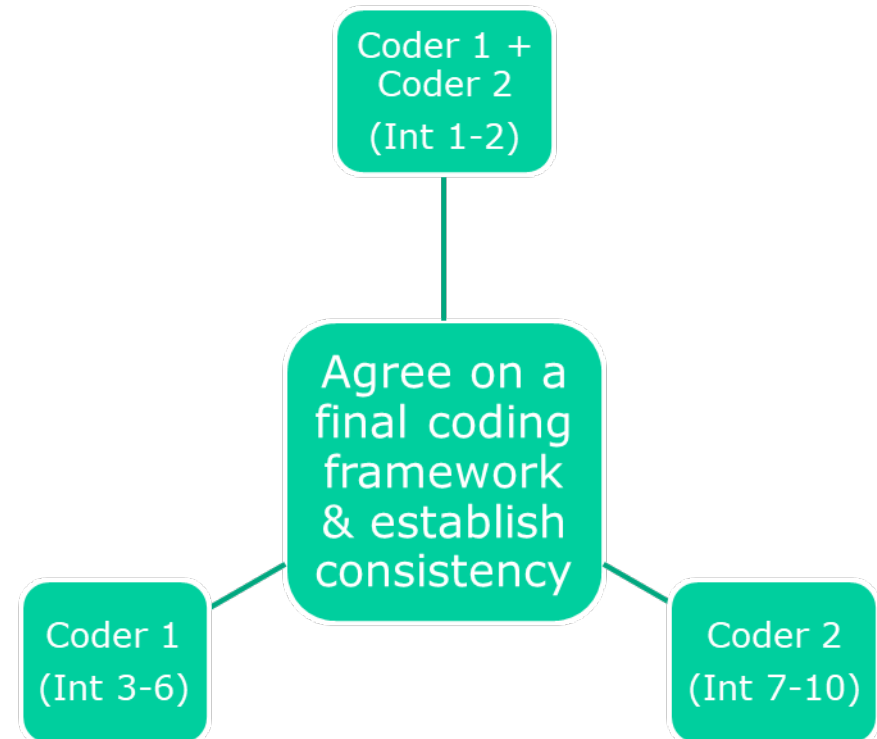 Coder 1 +
Coder 2
(Int 1-2)
Agree on a
final coding
framework
& establish
consistency
Coder 1
(Int 3-6)
Coder 2
(Int 7-10)